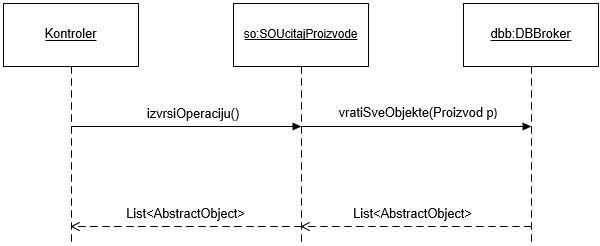 Kontroler
so:SOUcitajProizvode
dbb:DBBroker
izvrsiOperaciju()
vratiSveObjekte(Proizvod p)
List<AbstractObject>
List<AbstractObject>